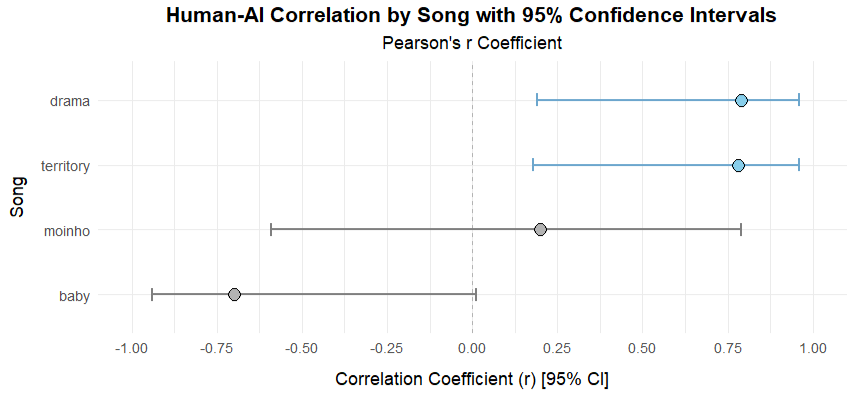 Human-AI Correlation by Song with 95% Confidence Intervals
Pearson's r Coefficient
Song
drama
territory
moinho
baby
-1.00 -0.75 -0.50 -0.25 0.00 0.25 0.50 0.75 1.00
Correlation Coefficient (r) [95% CI]